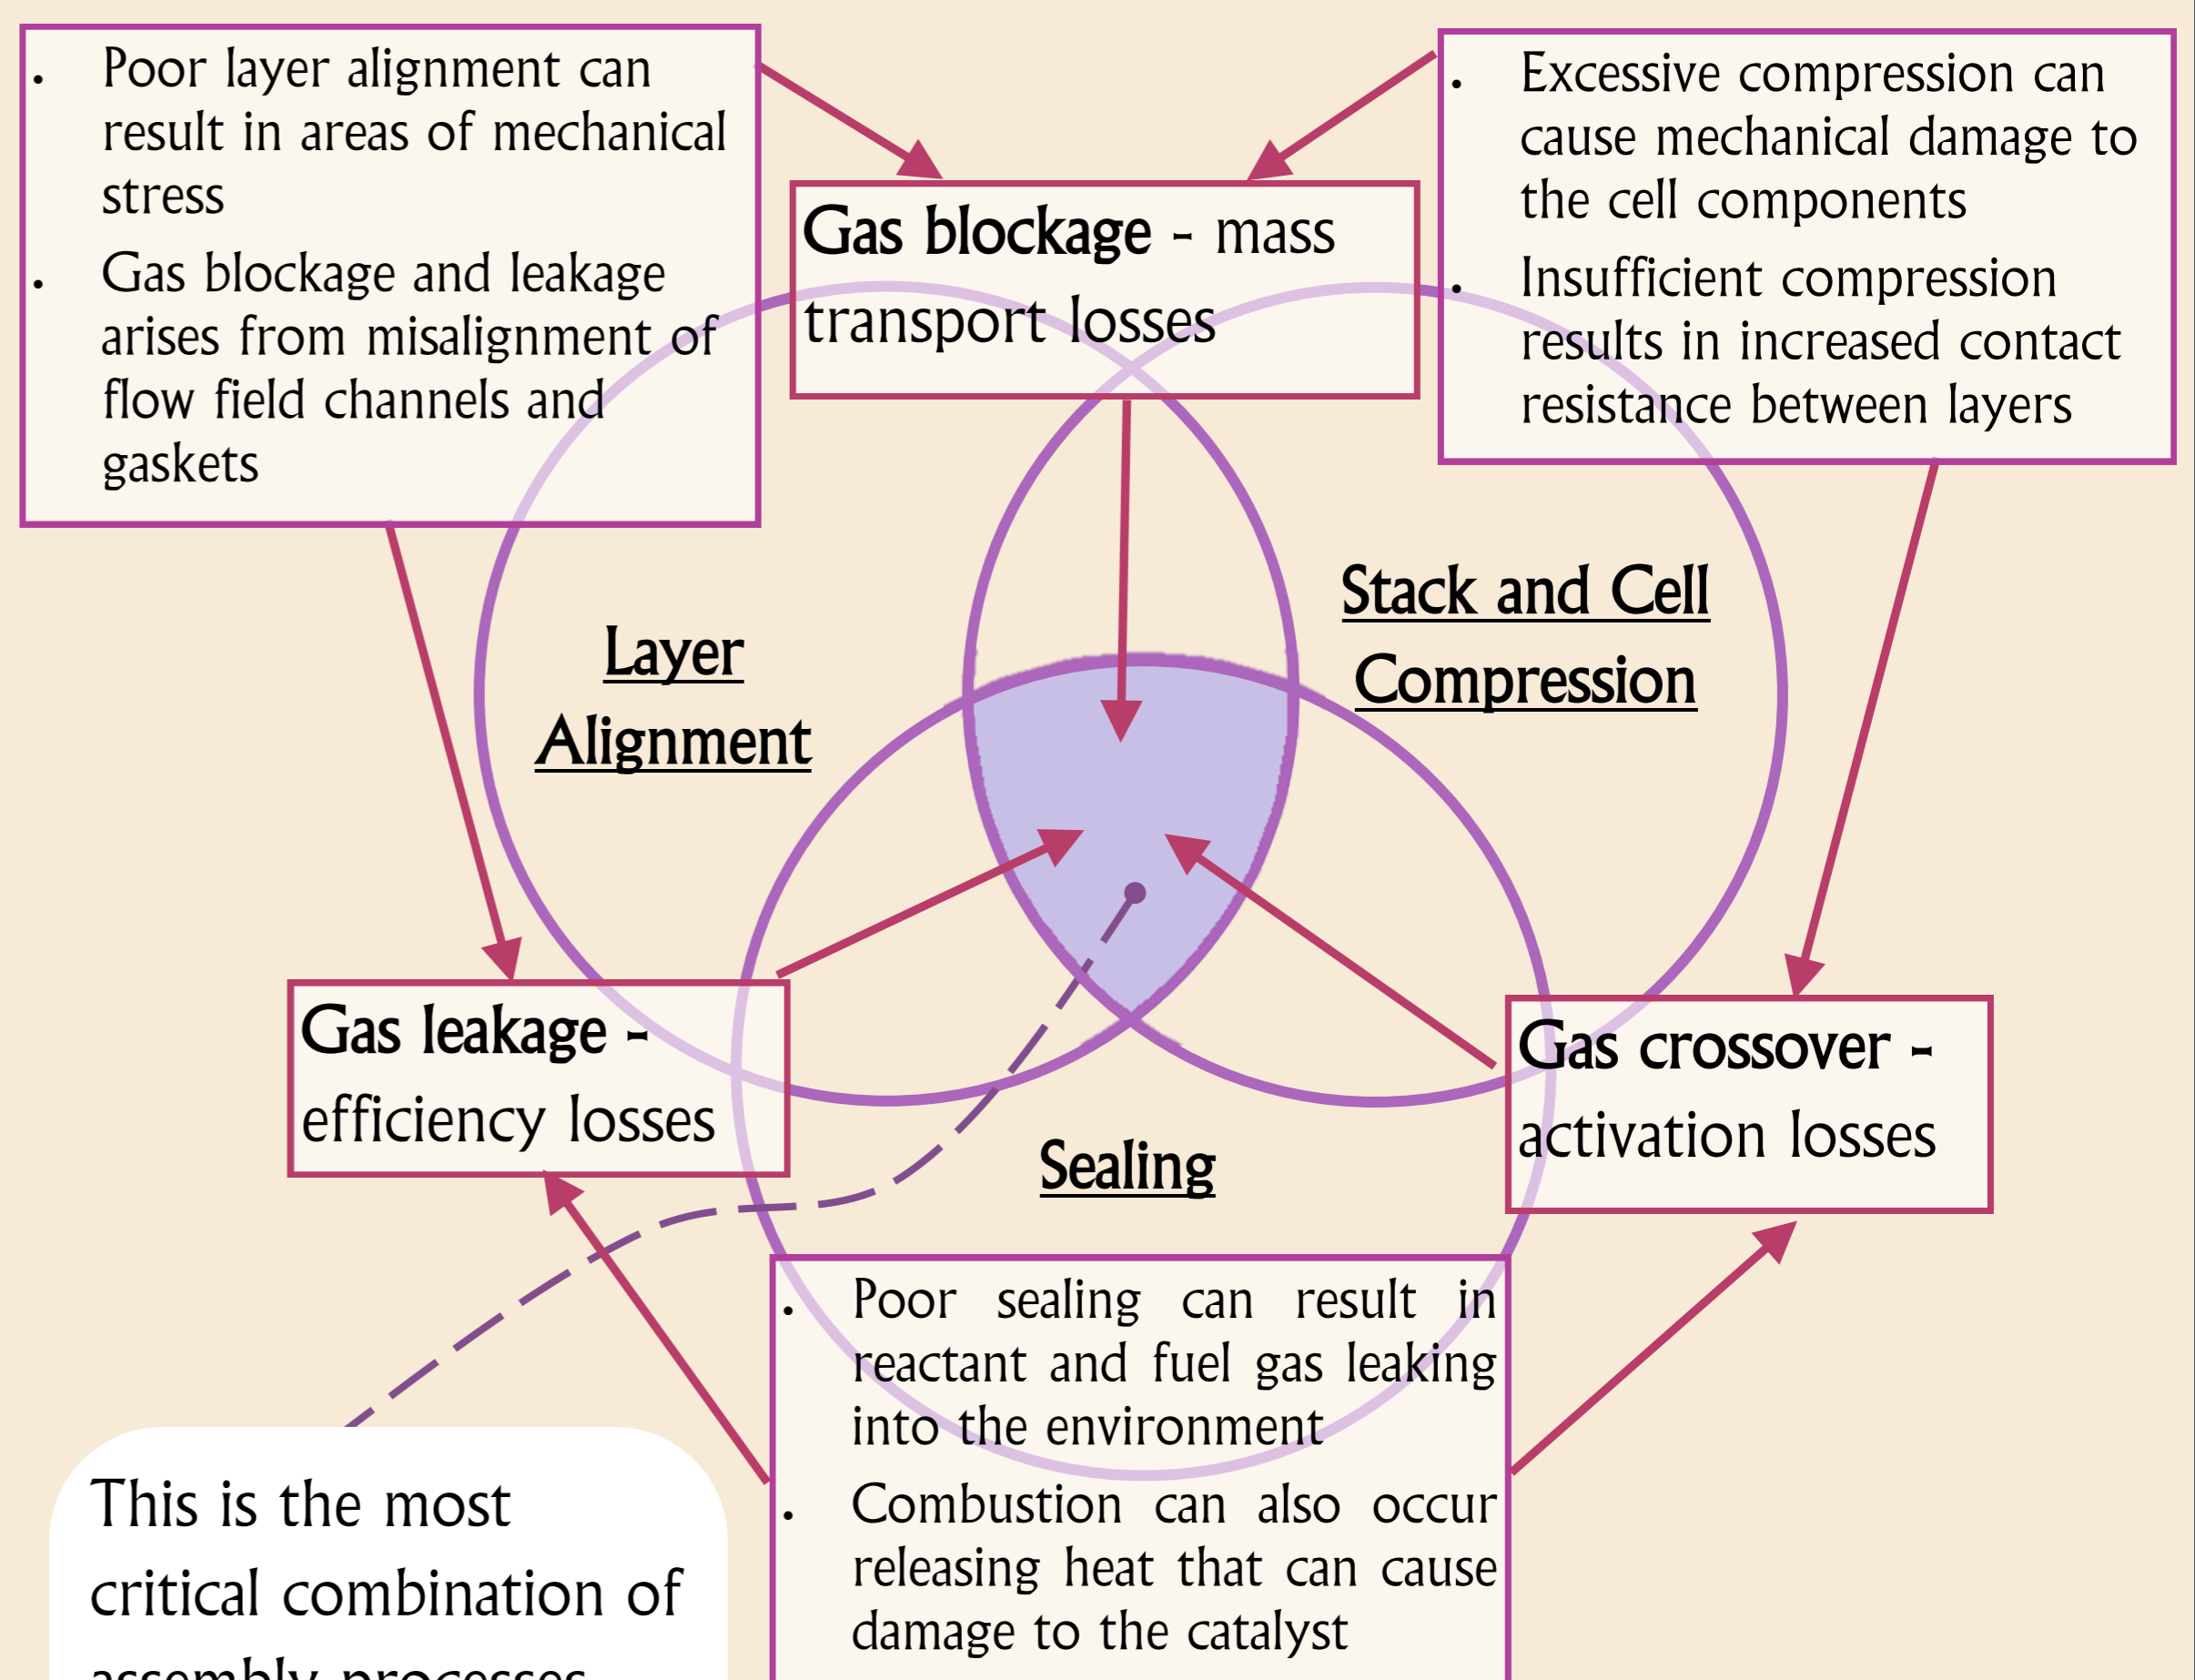 • Poor layer alignment can
result in areas of mechanical
stress
• Gas blockage and leakage
arises from misalignment of
flow field channels and
gaskets
Gas blockage - mass
transport losses
• Excessive compression can
cause mechanical damage to
the cell components
• Insufficient compression
results in increased contact
resistance between layers
Layer
Alignment
Stack and Cell
Compression
Gas leakage -
efficiency losses
Gas crossover -
activation losses
Sealing
• Poor sealing can result in
reactant and fuel gas leaking
into the environment
• Combustion can also occur
releasing heat that can cause
damage to the catalyst
This is the most
critical combination of
assembly processes